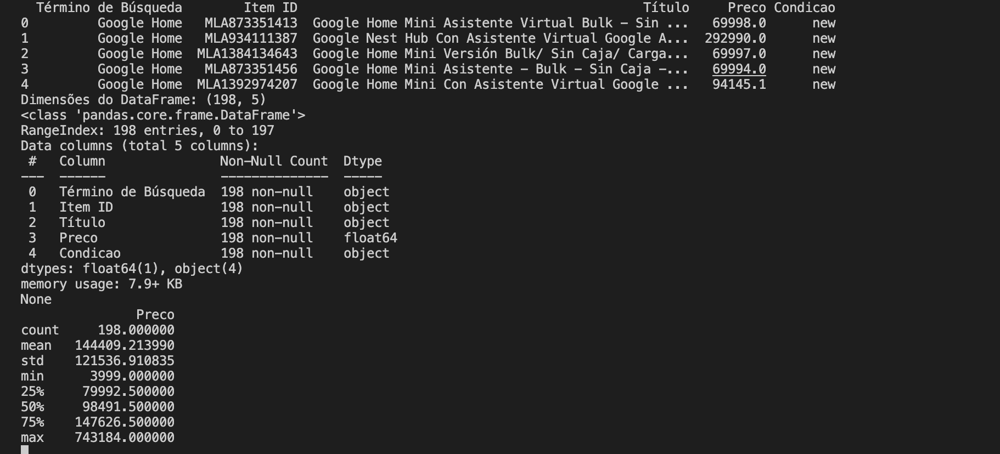 Término de Búsqueda        Item ID                                             Título     Preco Condicao
0         Google Home   MLA873351413  Google Home Mini Asistente Virtual Bulk - Sin ...   69998.0      new
1         Google Home   MLA934111387  Google Nest Hub Con Asistente Virtual Google A...  292990.0      new
2         Google Home  MLA1384134643  Google Home Mini Versión Bulk/ Sin Caja/ Carga...   69997.0      new
3         Google Home   MLA873351456  Google Home Mini Asistente - Bulk - Sin Caja -...   69994.0      new
4         Google Home  MLA1392974207  Google Home Mini Con Asistente Virtual Google ...   94145.1      new
Dimensões do DataFrame: (198, 5)
<class 'pandas.core.frame.DataFrame'>
RangeIndex: 198 entries, 0 to 197
Data columns (total 5 columns):
 #   Column               Non-Null Count  Dtype
---  ------               --------------  -----
 0   Término de Búsqueda  198 non-null    object
 1   Item ID              198 non-null    object
 2   Título               198 non-null    object
 3   Preco                198 non-null    float64
 4   Condicao             198 non-null    object
dtypes: float64(1), object(4)
memory usage: 7.9+ KB
None
               Preco
count     198.000000
mean   144409.213990
std    121536.910835
min      3999.000000
25%     79992.500000
50%     98491.500000
75%    147626.500000
max    743184.000000